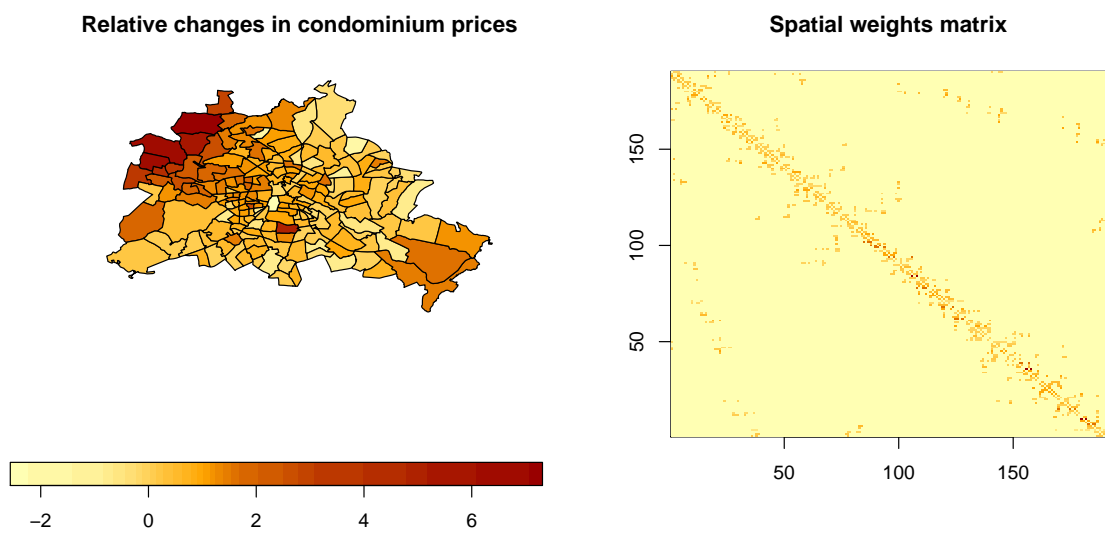 Relative changes in condominium prices
−2 0 2 4 6
Spatial weights matrix
150
100
50
50 100 150